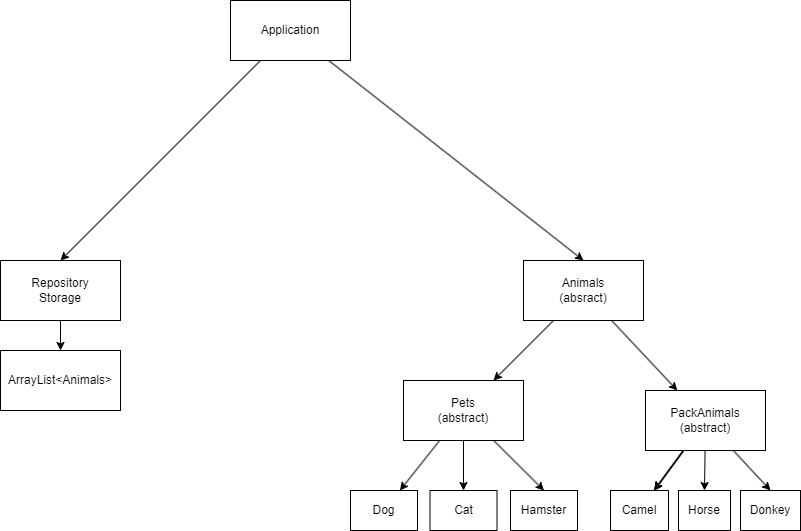 Application
Repository
Storage
Animals
(absract)
ArrayList<Animals>
Pets
(abstract)
PackAnimals
(abstract)
Dog
Cat
Hamster
Camel
Horse
Donkey